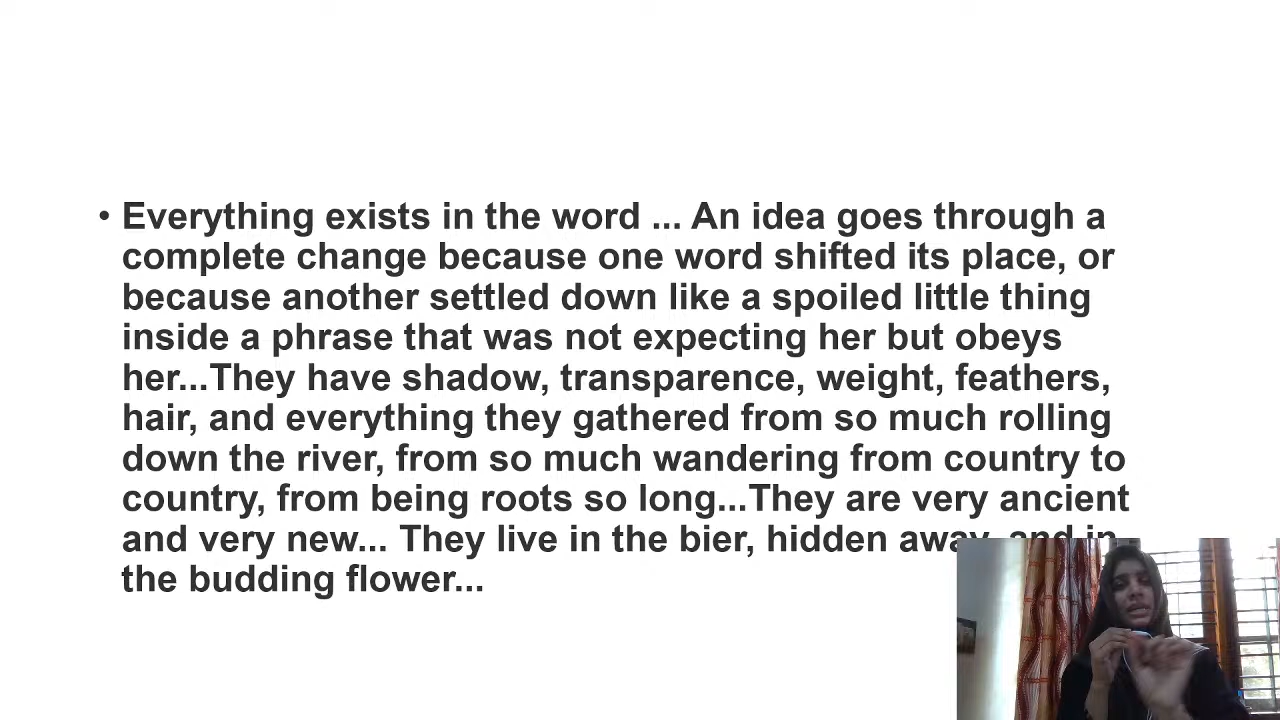 • Everything exists in the word ... An idea goes through a
complete change because one word shifted its place, or
because another settled down like a spoiled little thing
inside a phrase that was not expecting her but obeys
her...They have shadow, transparence, weight, feathers,
hair, and everything they gathered from so much rolling
down the river, from so much wandering from country to
country, from being roots so long...They are very ancient
and very new... They live in the bier, hidden away, and in
the budding flower...